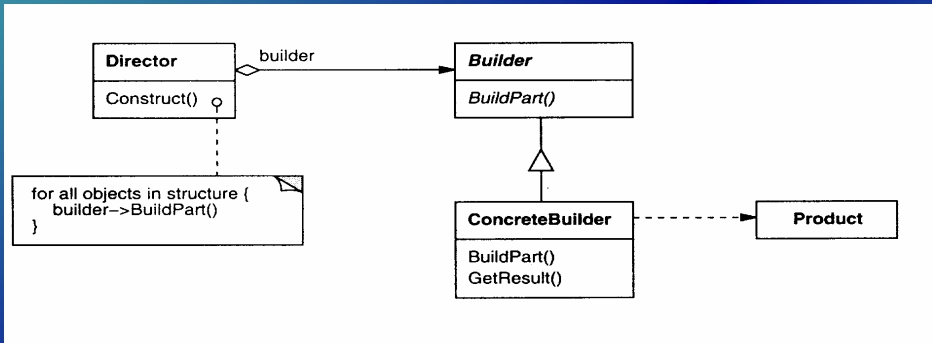 Director
builder
Builder
Construct()
BuildPart()
for all objects in structure {
builder->BuildPart()
}
ConcreteBuilder
Product
BuildPart()
GetResult()